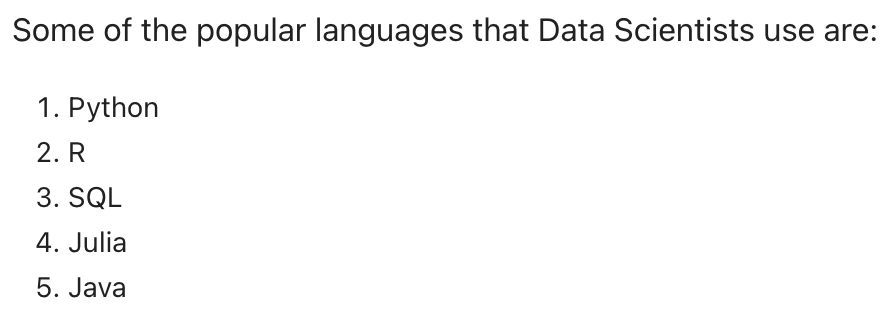 Some of the popular languages that Data Scientists use are:
1. Python
2. R
3. SQL
4. Julia
5. Java